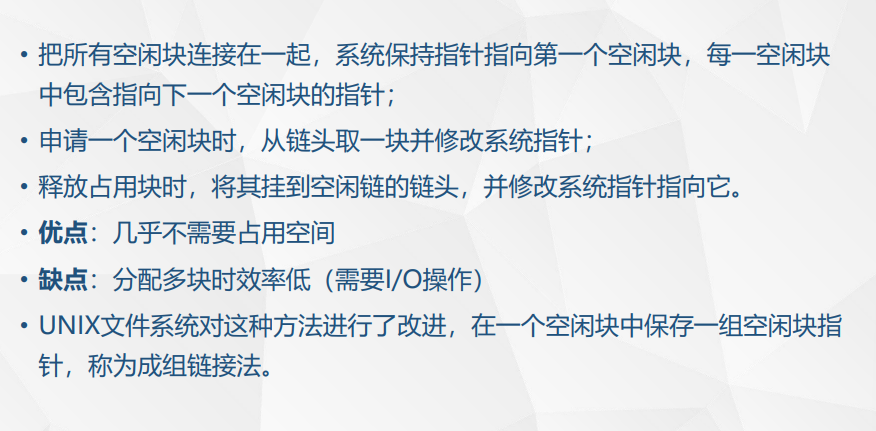 • 把所有空闲块连接在一起，系统保持指针指向第一个空闲块，每一空闲块
中包含指向下一个空闲块的指针；
• 申请一个空闲块时，从链头取一块并修改系统指针；
• 释放占用块时，将其挂到空闲链的链头，并修改系统指针指向它。
• 优点：几乎不需要占用空间
• 缺点：分配多块时效率低（需要I/O操作）
• UNIX文件系统对这种方法进行了改进，在一个空闲块中保存一组空闲块指
针，称为成组链接法。